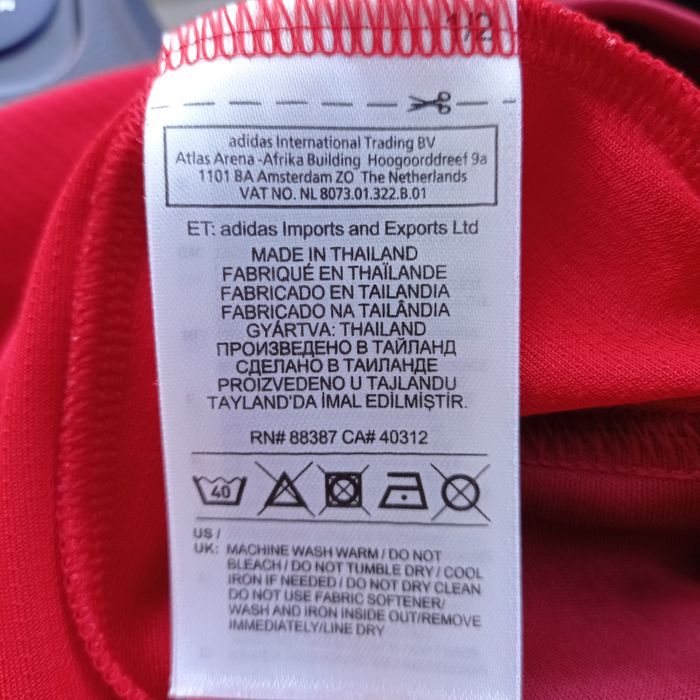 1/2
adidas International Trading BV
Atlas Arena -Afrika Building Hoogoorddreef 9a
1101 BA Amsterdam ZO The Netherlands
VAT NO. NL 8073.01.322.B.01
ET: adidas Imports and Exports Ltd
MADE IN THAILAND
FABRIQUÉ EN THAÏLANDE
FABRICADO EN TAILANDIA
FABRICADO NA TAILÂNDIA
GYÁRTVA: THAILAND
ПРОИЗВЕДЕНО В ТАЙЛАНД
СДЕЛАНО В ТАИЛАНДЕ
PROIZVEDENO U TAJLANDU
TAYLAND'DA İMAL EDİLMİŞTİR.
RN# 88387 CA# 40312
40
US /
UK: MACHINE WASH WARM / DO NOT
BLEACH / DO NOT TUMBLE DRY / COOL
IRON IF NEEDED / DO NOT DRY CLEAN
DO NOT USE FABRIC SOFTENER/
WASH AND IRON INSIDE OUT/REMOVE
IMMEDIATELY/LINE DRY